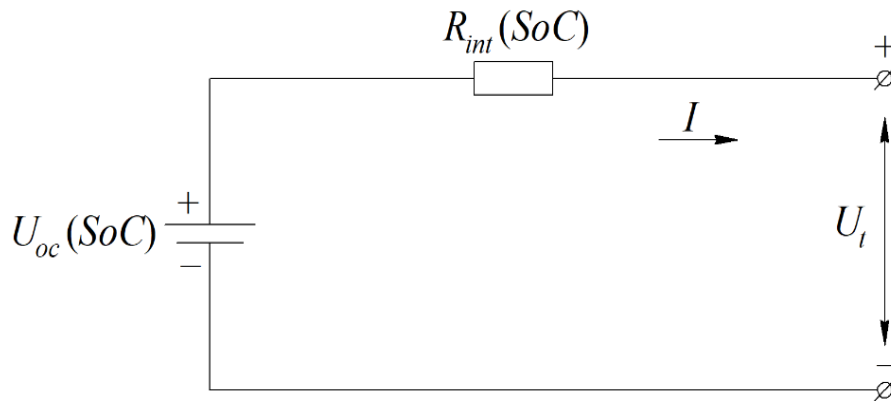 R_int(SoC)
+
I
+
U_oc(SoC)
−
U_t
−